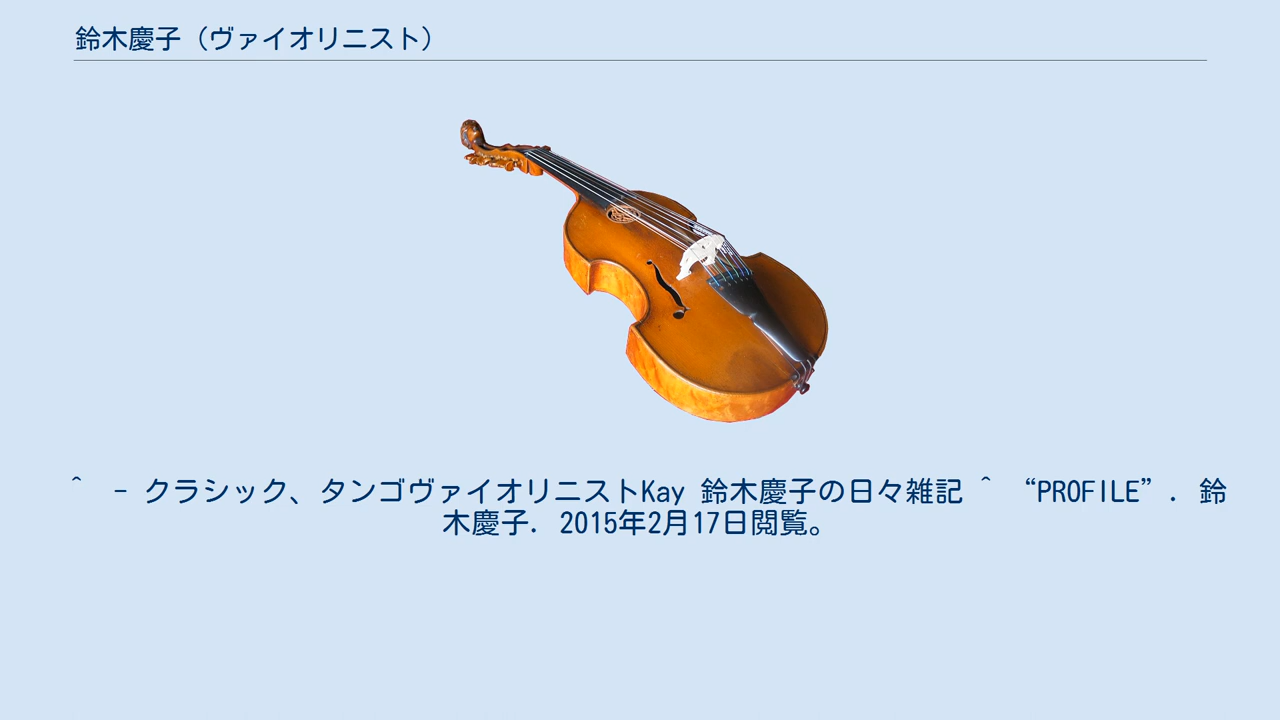 鈴木慶子（ヴァイオリニスト）
^ - クラシック、タンゴヴァイオリニストKay 鈴木慶子の日々雑記 ^ “PROFILE”. 鈴
木慶子. 2015年2月17日閲覧。